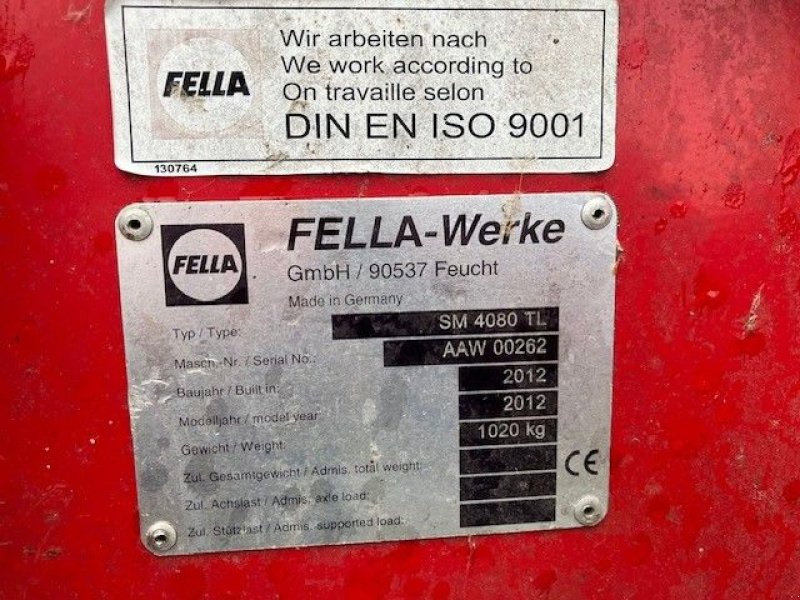 FELLA
Wir arbeiten nach
We work according to
On travaille selon
DIN EN ISO 9001
130764
FELLA
FELLA-Werke
GmbH / 90537 Feucht
Made in Germany
Typ / Type: SM 4080 TL
Masch.-Nr. / Serial No.: AAW 00262
Baujahr / Built in: 2012
Modelljahr / model year: 2012
Gewicht / Weight: 1020 kg
Zul. Gesamtgewicht / Admis. total weight:
Zul. Achslast / Admis. axle load:
Zul. Stützlast / Admis. supported load:
CE